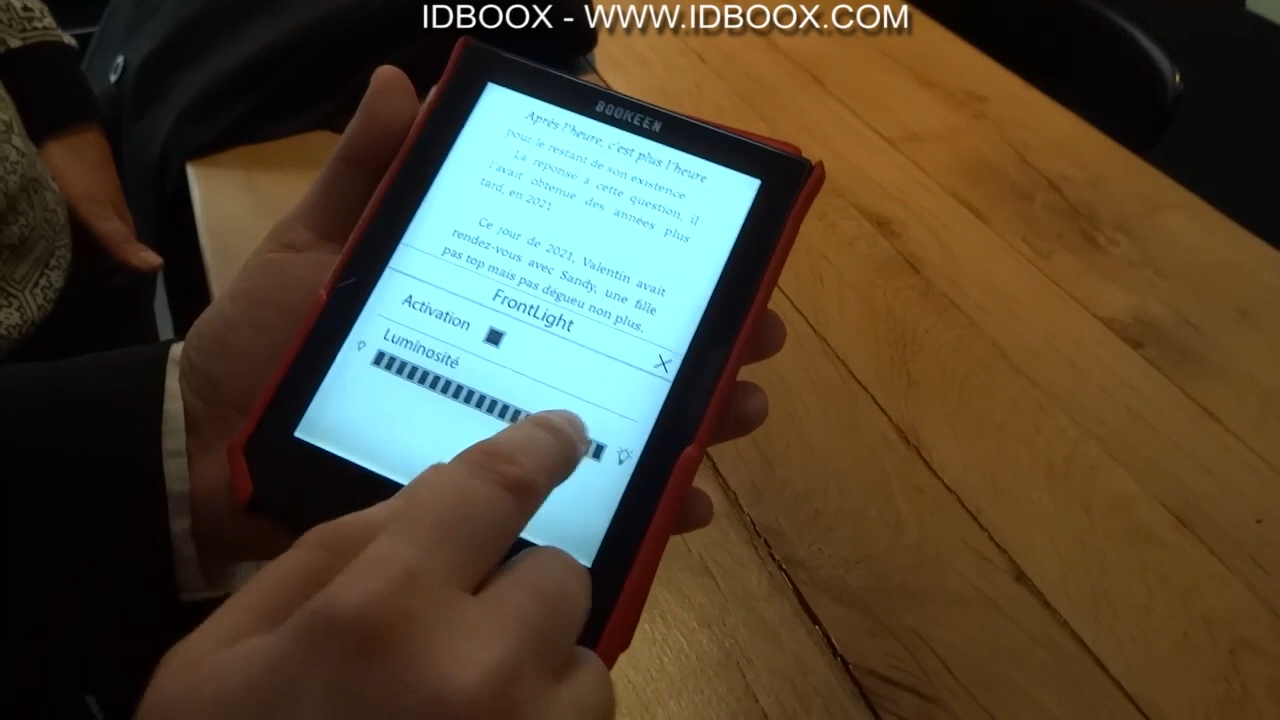 IDBOOX - WWW.IDBOOX.COM
BOOKEEN
Après l'heure, c'est plus l'heure
pour le restant de son existence
La reponse à cette question, il
l'avait obtenue des années plus
tard, en 2021
Ce jour de 2021, Valentin avait
rendez-vous avec Sandy, une fille
pas top mais pas dégueu non plus.
FrontLight
Activation
Luminosité